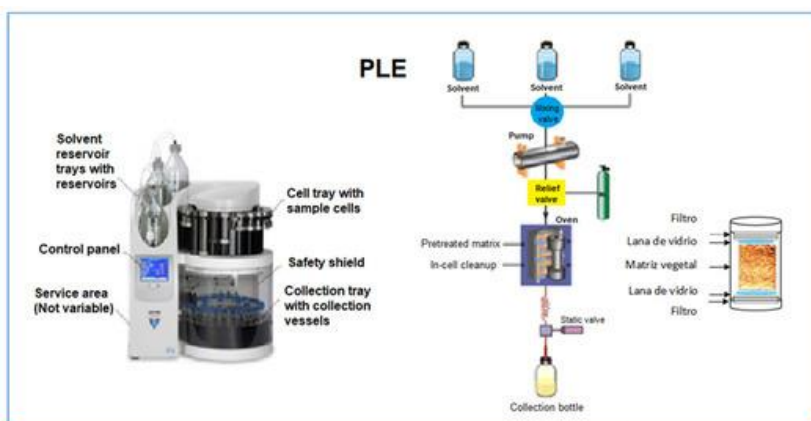 PLE
Solvent
reservoir
trays with
reservoirs
Control panel
Service area
(Not variable)
Cell tray with
sample cells
Safety shield
Collection tray
with collection
vessels
Solvent
Solvent
Solvent
Mixing
valve
Pump
Relief
valve
Oven
Pretreated matrix
In-cell cleanup
Static valve
Collection bottle
Filtro
Lana de vidrio
Matriz vegetal
Lana de vidrio
Filtro